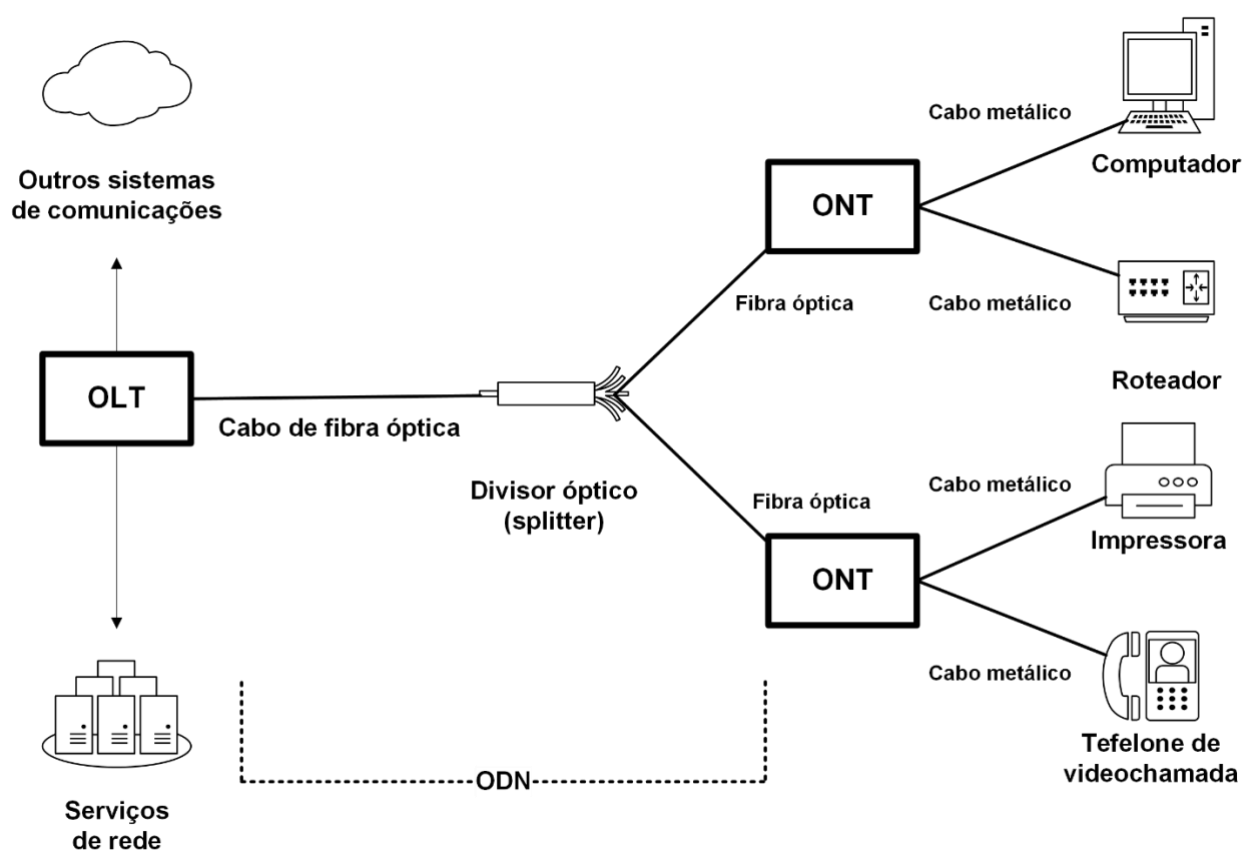 Outros sistemas
de comunicações
OLT
Cabo de fibra óptica
Divisor óptico
(splitter)
Serviços
de rede
ODN
Fibra óptica
Fibra óptica
ONT
ONT
Cabo metálico
Computador
Cabo metálico
Roteador
Cabo metálico
Impressora
Cabo metálico
Tefelone de
videochamada